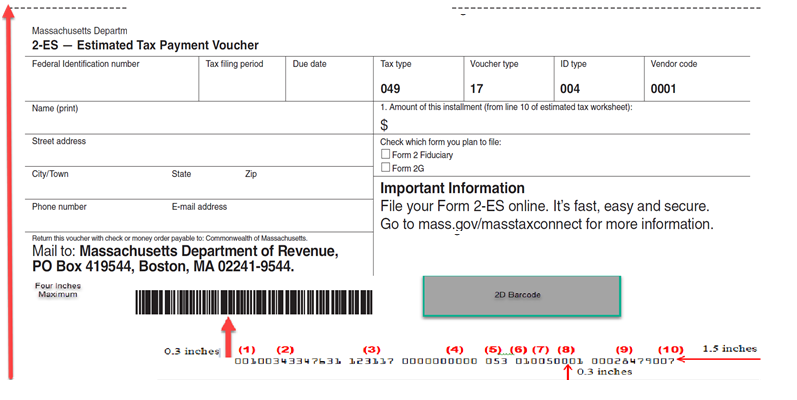 Massachusetts Departm
2-ES — Estimated Tax Payment Voucher
Federal Identification number
Tax filing period
Due date
Tax type
049
Voucher type
17
ID type
004
Vendor code
0001
Name (print)
1. Amount of this installment (from line 10 of estimated tax worksheet):
$
Street address
Check which form you plan to file:
Form 2 Fiduciary
Form 2G
City/Town State Zip
Important Information
File your Form 2-ES online. It's fast, easy and secure.
Go to mass.gov/masstaxconnect for more information.
Phone number E-mail address
Return this voucher with check or money order payable to: Commonwealth of Massachusetts.
Mail to: Massachusetts Department of Revenue,
PO Box 419544, Boston, MA 02241-9544.
Four Inches
Maximum
2D Barcode
0.3 inches
(1) (2) (3) (4) (5) (6) (7) (8) (9) (10)
1.5 inches
00100343347631 123117 0000000000 053 010050001 00028479007
0.3 inches